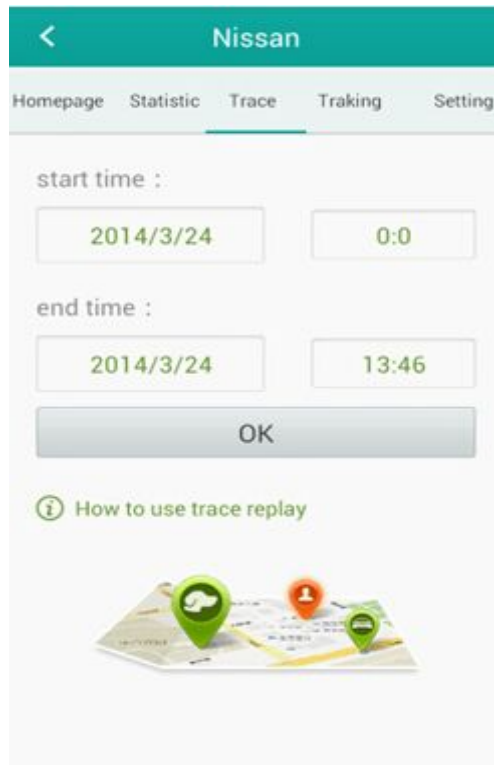 Nissan
Homepage Statistic Trace Traking Setting
start time :
2014/3/24 0:0
end time :
2014/3/24 13:46
OK
How to use trace replay